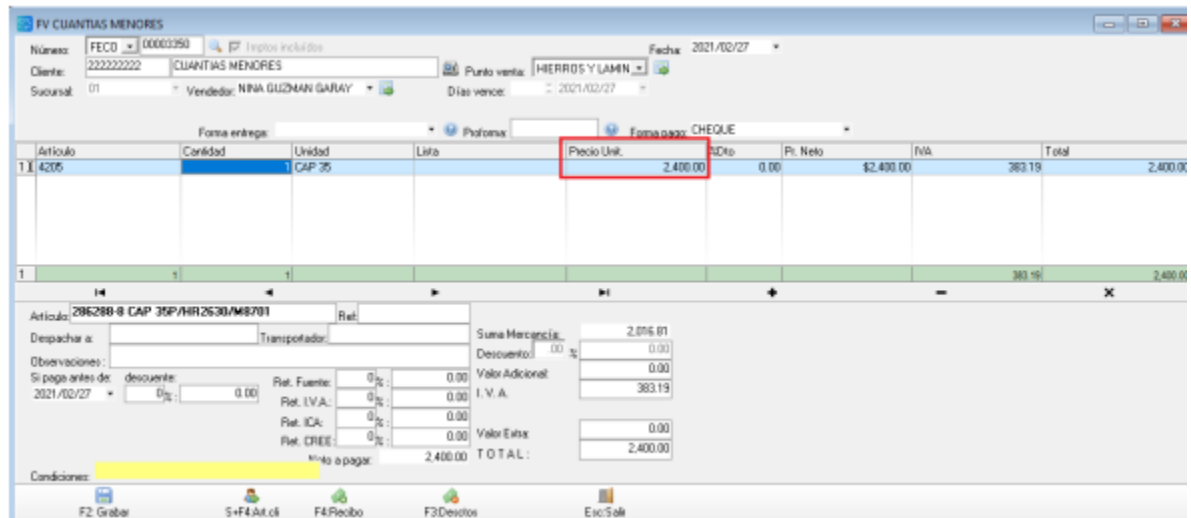 FV CUANTIAS MENORES
Número: FECO 00003350 Imptos incluidos Fecha: 2021/02/27
Cliente: 222222222 CUANTIAS MENORES Punto venta: HIERROS Y LAMIN
Sucursal: 01 Vendedor: NINA GUZMAN GARAY Días vence: 2021/02/27
Forma entrega: Proforma: Forma pago: CHEQUE
Artículo Cantidad Unidad Lista Precio Unit. %Dto Pr. Neto IVA Total
1 4205 1 CAP 35 2,400.00 0.00 $2,400.00 383.19 2,400.00
1 1 1 383.19 2,400.00
Artículo: 286288-8 CAP 35P/HR2630/M8701 Ref:
Despachar a: Transportador: Suma Mercancía: 2,016.81
Observaciones: Descuento: .00 % 0.00
Si paga antes de: descuente: Ret. Fuente: 0 %: 0.00 Valor Adicional: 0.00
2021/02/27 0 %: 0.00 Ret. I.V.A.: 0 %: 0.00 I.V.A. 383.19
Ret. ICA: 0 %: 0.00
Ret. CREE: 0 %: 0.00 Valor Extra: 0.00
Neto a pagar: 2,400.00 TOTAL: 2,400.00
Condiciones:
F2: Grabar S+F4:Art.cli F4:Recibo F3:Dsctos Esc:Salir